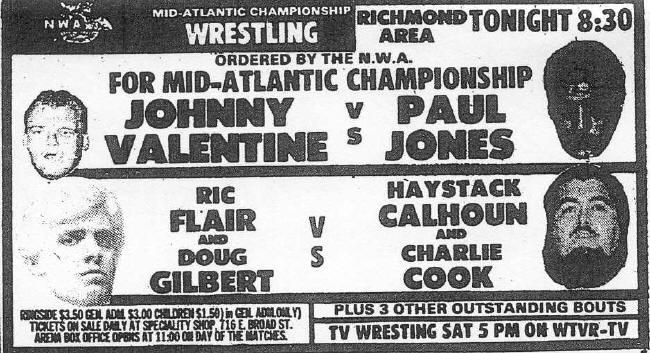 NWA
MID-ATLANTIC CHAMPIONSHIP
WRESTLING
RICHMOND
AREA
TONIGHT 8:30
ORDERED BY THE N.W.A.
FOR MID-ATLANTIC CHAMPIONSHIP
JOHNNY
VALENTINE
VS
PAUL
JONES
RIC
FLAIR
AND
DOUG
GILBERT
VS
HAYSTACK
CALHOUN
AND
CHARLIE
COOK
RINGSIDE $3.50 GEN. ADM. $3.00 CHILDREN $1.50) in GEN. ADM. ONLY)
TICKETS ON SALE DAILY AT SPECIALITY SHOP, 716 E. BROAD ST.
ARENA BOX OFFICE OPENS AT 11:00 ON DAY OF THE MATCHES.
PLUS 3 OTHER OUTSTANDING BOUTS
TV WRESTING SAT 5 PM ON WTVR-TV